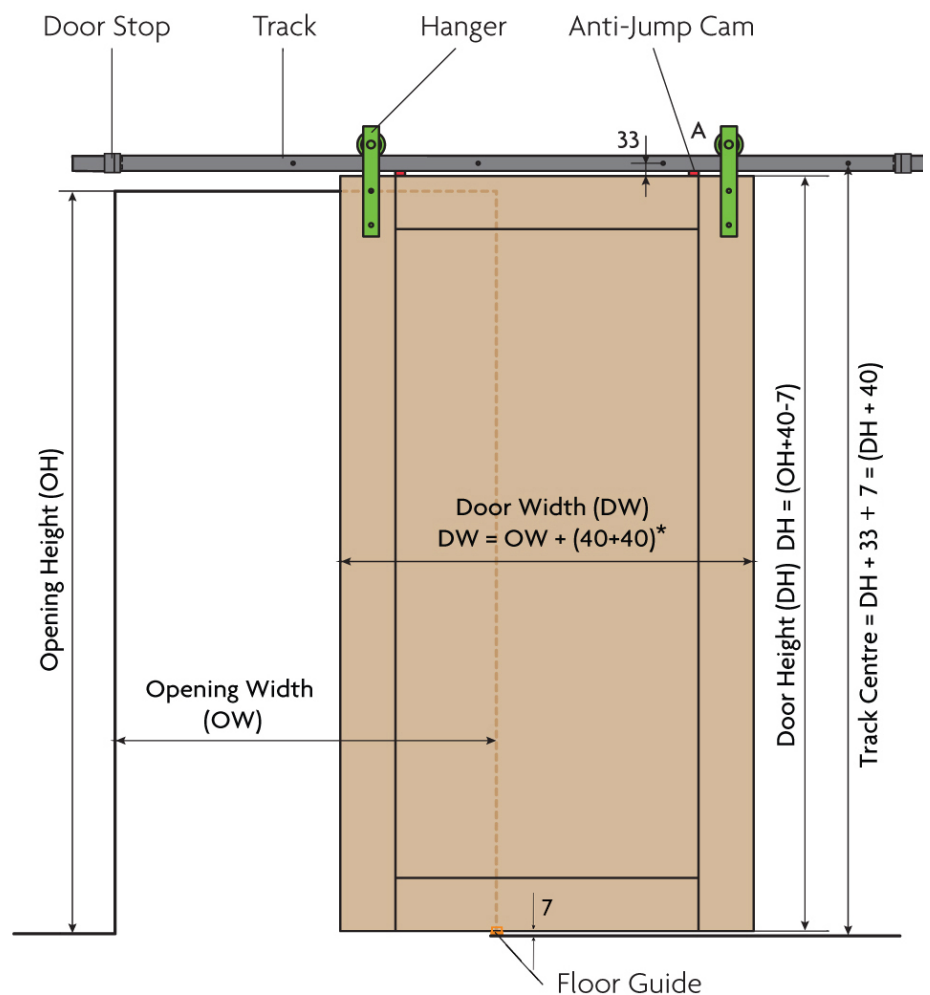 Door Stop
Track
Hanger
Anti-Jump Cam
33
A
Opening Height (OH)
Door Width (DW)
DW = OW + (40+40)*
Door Height (DH)  DH = (OH+40-7)
Track Centre = DH + 33 + 7 = (DH + 40)
Opening Width
(OW)
7
Floor Guide